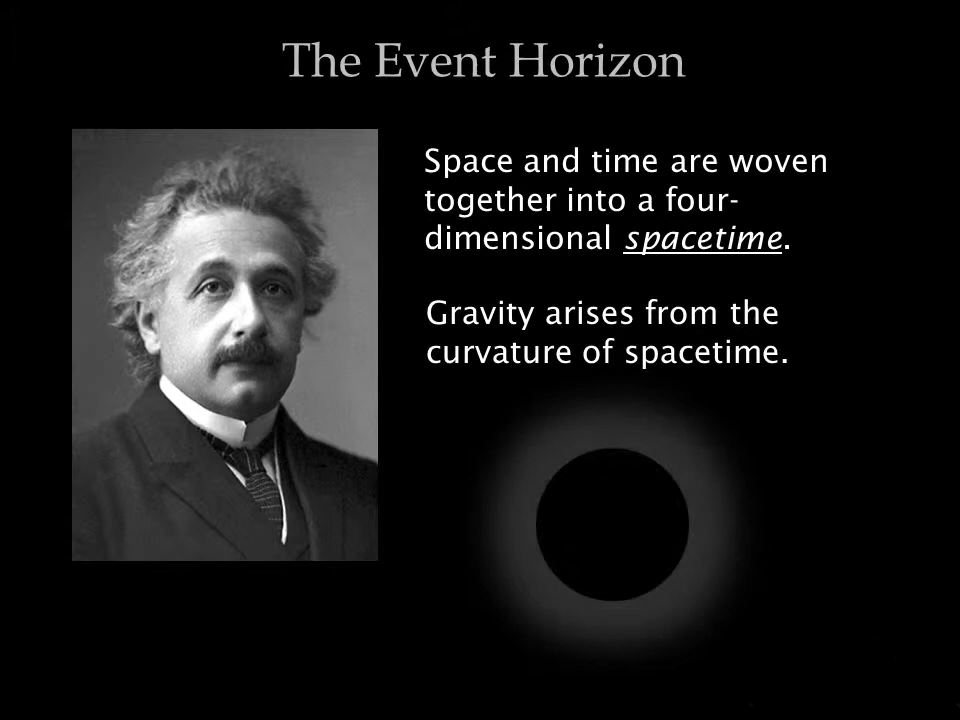 The Event Horizon
Space and time are woven
together into a four-
dimensional spacetime.
Gravity arises from the
curvature of spacetime.